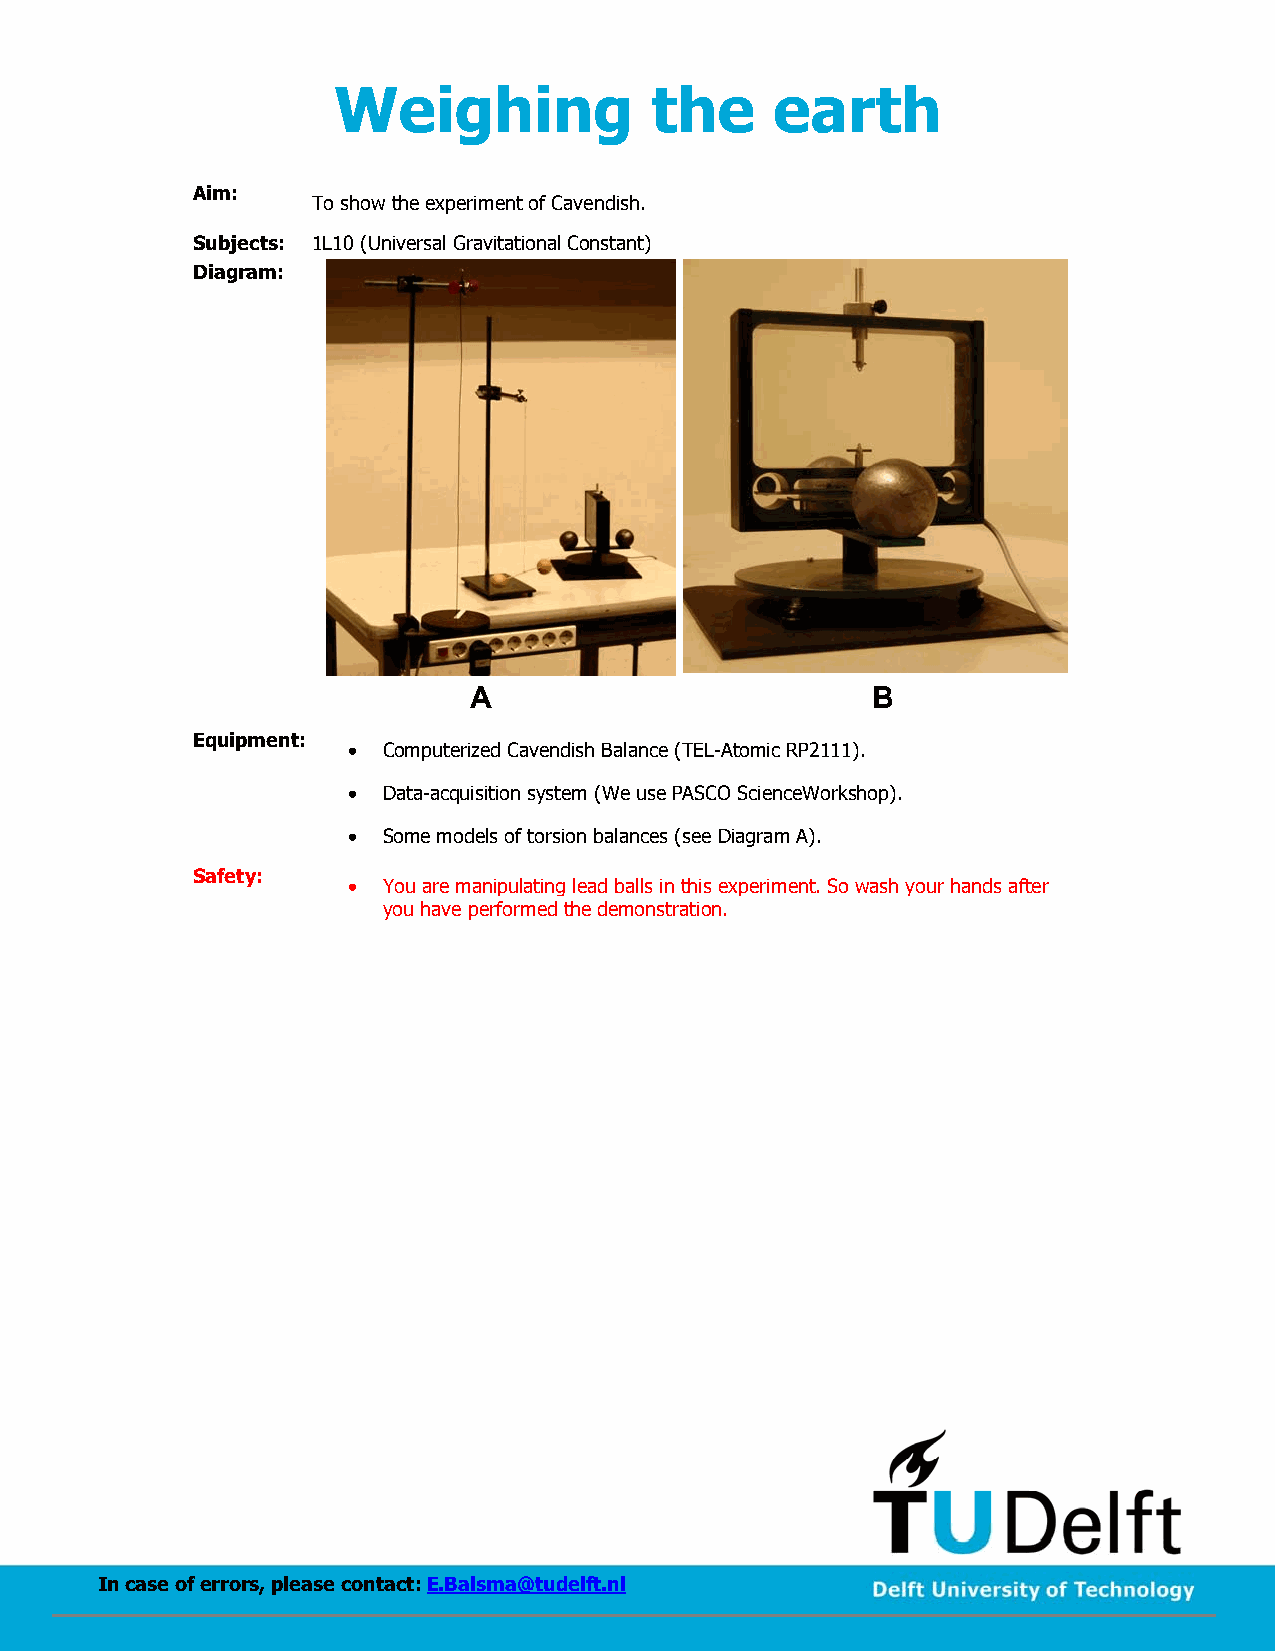 Weighing the earth
Aim:
To show the experiment of Cavendish.
Subjects: 1L10 (Universal Gravitational Constant)
Diagram:
A B
Equipment:
• Computerized Cavendish Balance (TEL-Atomic RP2111).
• Data-acquisition system (We use PASCO ScienceWorkshop).
• Some models of torsion balances (see Diagram A).
Safety:
• You are manipulating lead balls in this experiment. So wash your hands after
you have performed the demonstration.
TUDelft
In case of errors, please contact: E.Balsma@tudelft.nl
Delft University of Technology